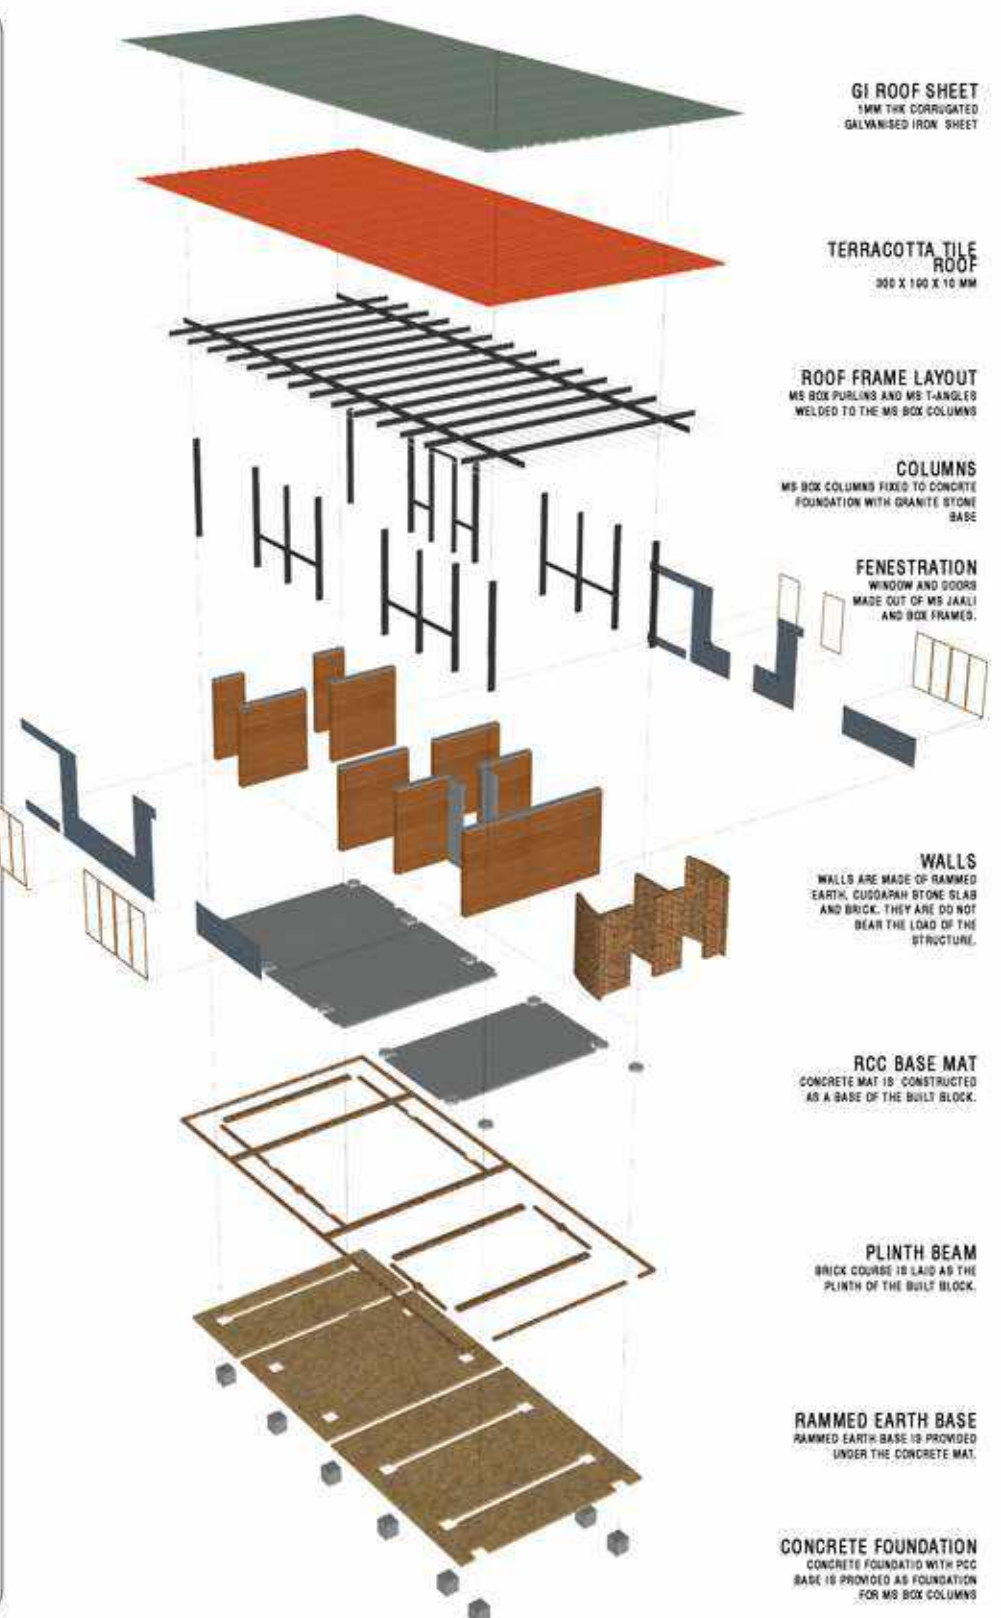 GI ROOF SHEET
1MM THK CORRUGATED
GALVANISED IRON SHEET
TERRACOTTA TILE
ROOF
300 X 190 X 10 MM
ROOF FRAME LAYOUT
MS BOX PURLINS AND MS T-ANGLES
WELDED TO THE MS BOX COLUMNS
COLUMNS
MS BOX COLUMNS FIXED TO CONCRTE
FOUNDATION WITH GRANITE STONE
BASE
FENESTRATION
WINDOW AND DOORS
MADE OUT OF MS JAALI
AND BOX FRAMES.
WALLS
WALLS ARE MADE OF RAMMED
EARTH, CUDDAPAH STONE SLAB
AND BRICK. THEY ARE DO NOT
BEAR THE LOAD OF THE
STRUCTURE.
RCC BASE MAT
CONCRETE MAT IS CONSTRUCTED
AS A BASE OF THE BUILT BLOCK.
PLINTH BEAM
BRICK COURSE IS LAID AS THE
PLINTH OF THE BUILT BLOCK.
RAMMED EARTH BASE
RAMMED EARTH BASE IS PROVIDED
UNDER THE CONCRETE MAT.
CONCRETE FOUNDATION
CONCRETE FOUNDATIO WITH PCC
BASE IS PROVIDED AS FOUNDATION
FOR MS BOX COLUMNS